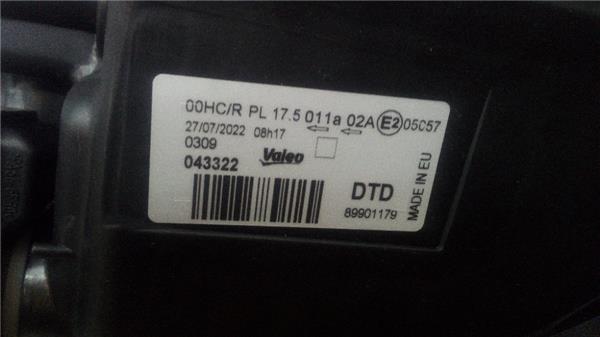 00HC/R PL 17.5 011a 02A E2 05057
27/07/2022 08h17
0309
043322 Valeo
DTD
89901179
MADE IN EU